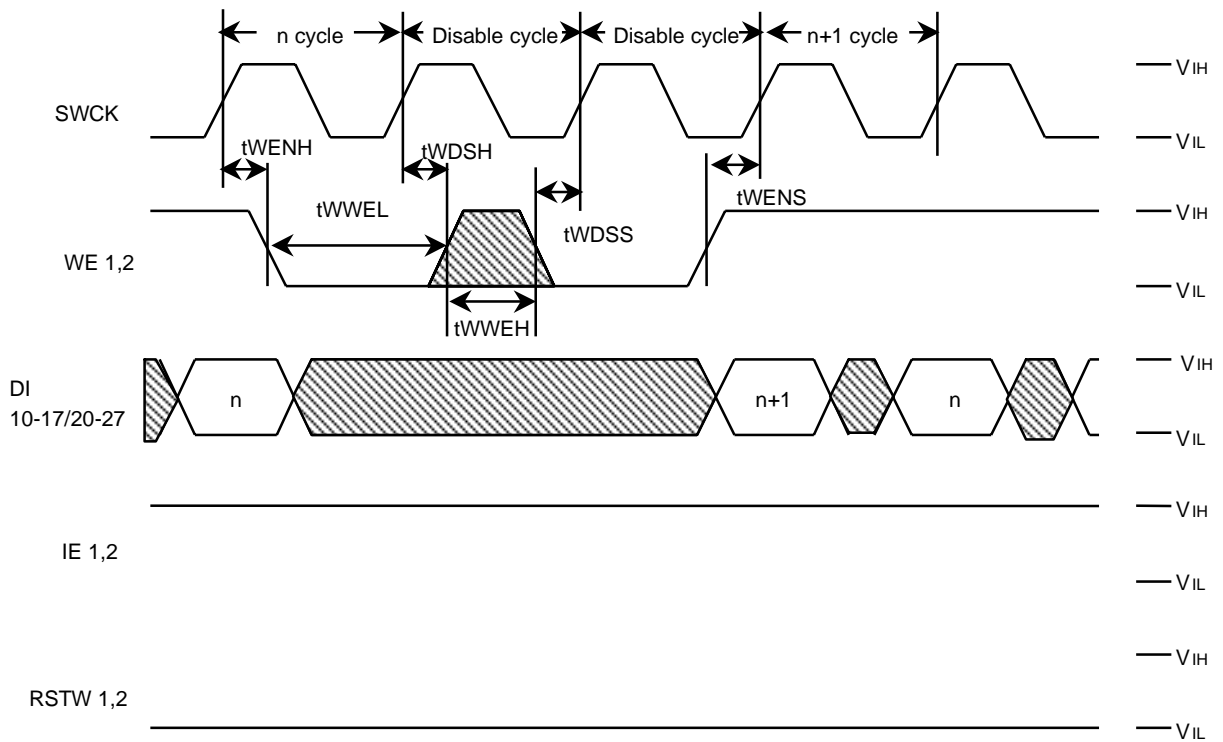 n cycle Disable cycle Disable cycle n+1 cycle
VIH
SWCK
VIL
tWENH tWDSH
tWENS
tWWEL
VIH
tWDSS
WE 1,2
VIL
tWWEH
VIH
DI
10-17/20-27
n n+1 n
VIL
VIH
IE 1,2
VIL
VIH
RSTW 1,2
VIL